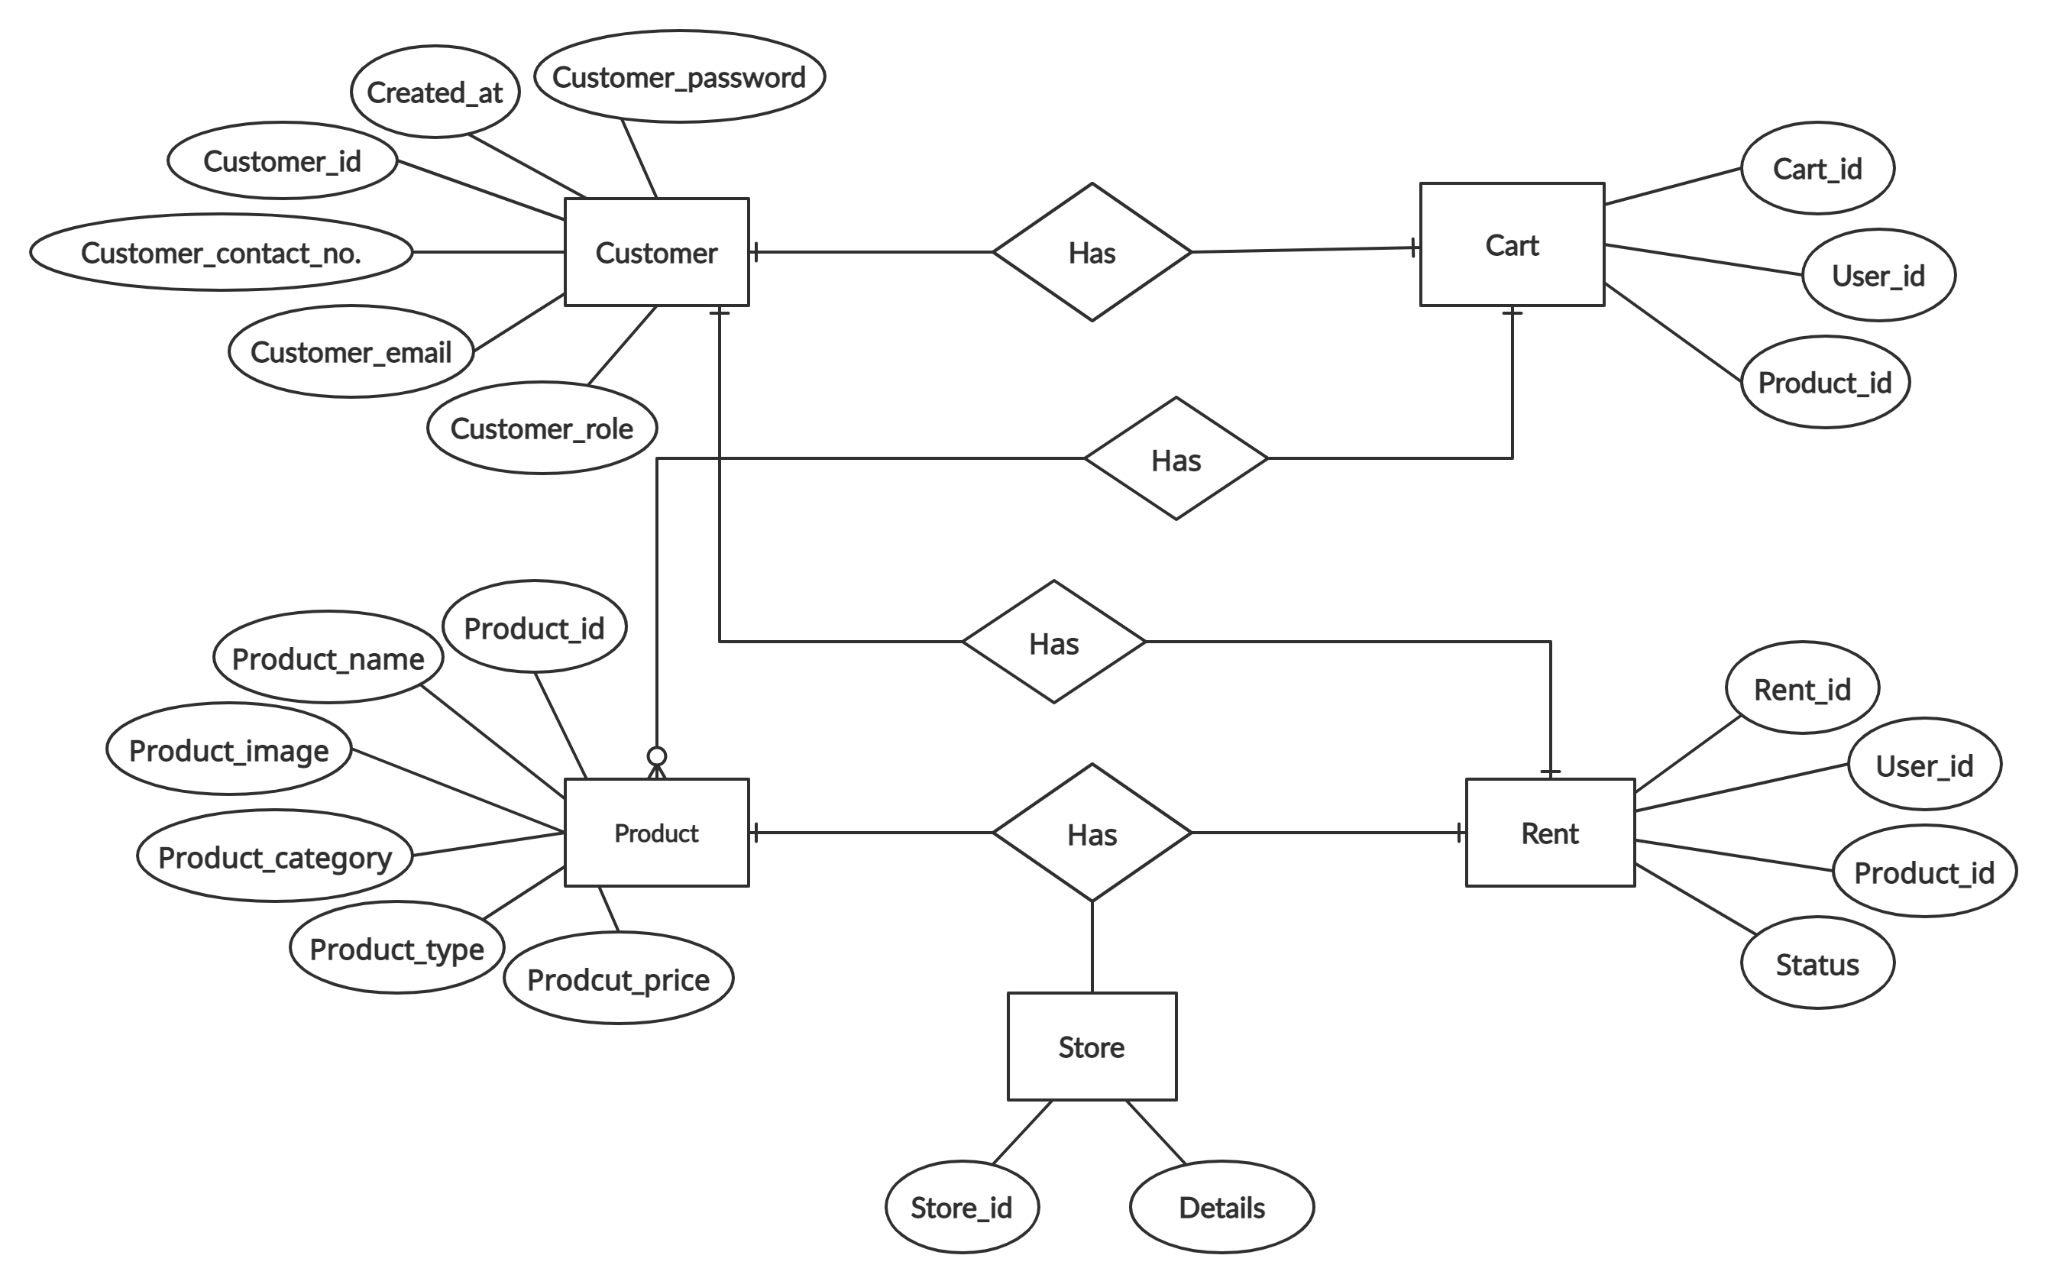 Customer_password
Created_at
Customer_id
Cart_id
Customer
Has
Cart
Customer_contact_no.
User_id
Customer_email
Product_id
Customer_role
Has
Product_id
Has
Product_name
Rent_id
Product_image
User_id
Product
Has
Rent
Product_category
Product_id
Product_type
Status
Prodcut_price
Store
Store_id
Details